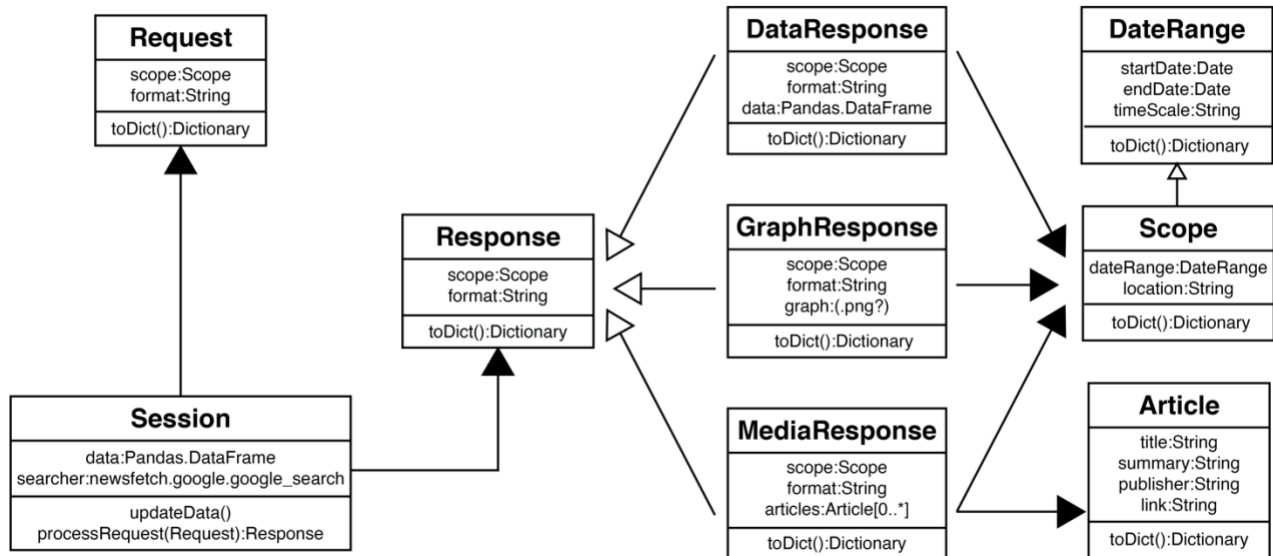 Request
scope:Scope
format:String
toDict():Dictionary
Session
data:Pandas.DataFrame
searcher:newsfetch.google.google_search
updateData()
processRequest(Request):Response
Response
scope:Scope
format:String
toDict():Dictionary
DataResponse
scope:Scope
format:String
data:Pandas.DataFrame
toDict():Dictionary
GraphResponse
scope:Scope
format:String
graph:(.png?)
toDict():Dictionary
MediaResponse
scope:Scope
format:String
articles:Article[0..*]
toDict():Dictionary
DateRange
startDate:Date
endDate:Date
timeScale:String
toDict():Dictionary
Scope
dateRange:DateRange
location:String
toDict():Dictionary
Article
title:String
summary:String
publisher:String
link:String
toDict():Dictionary